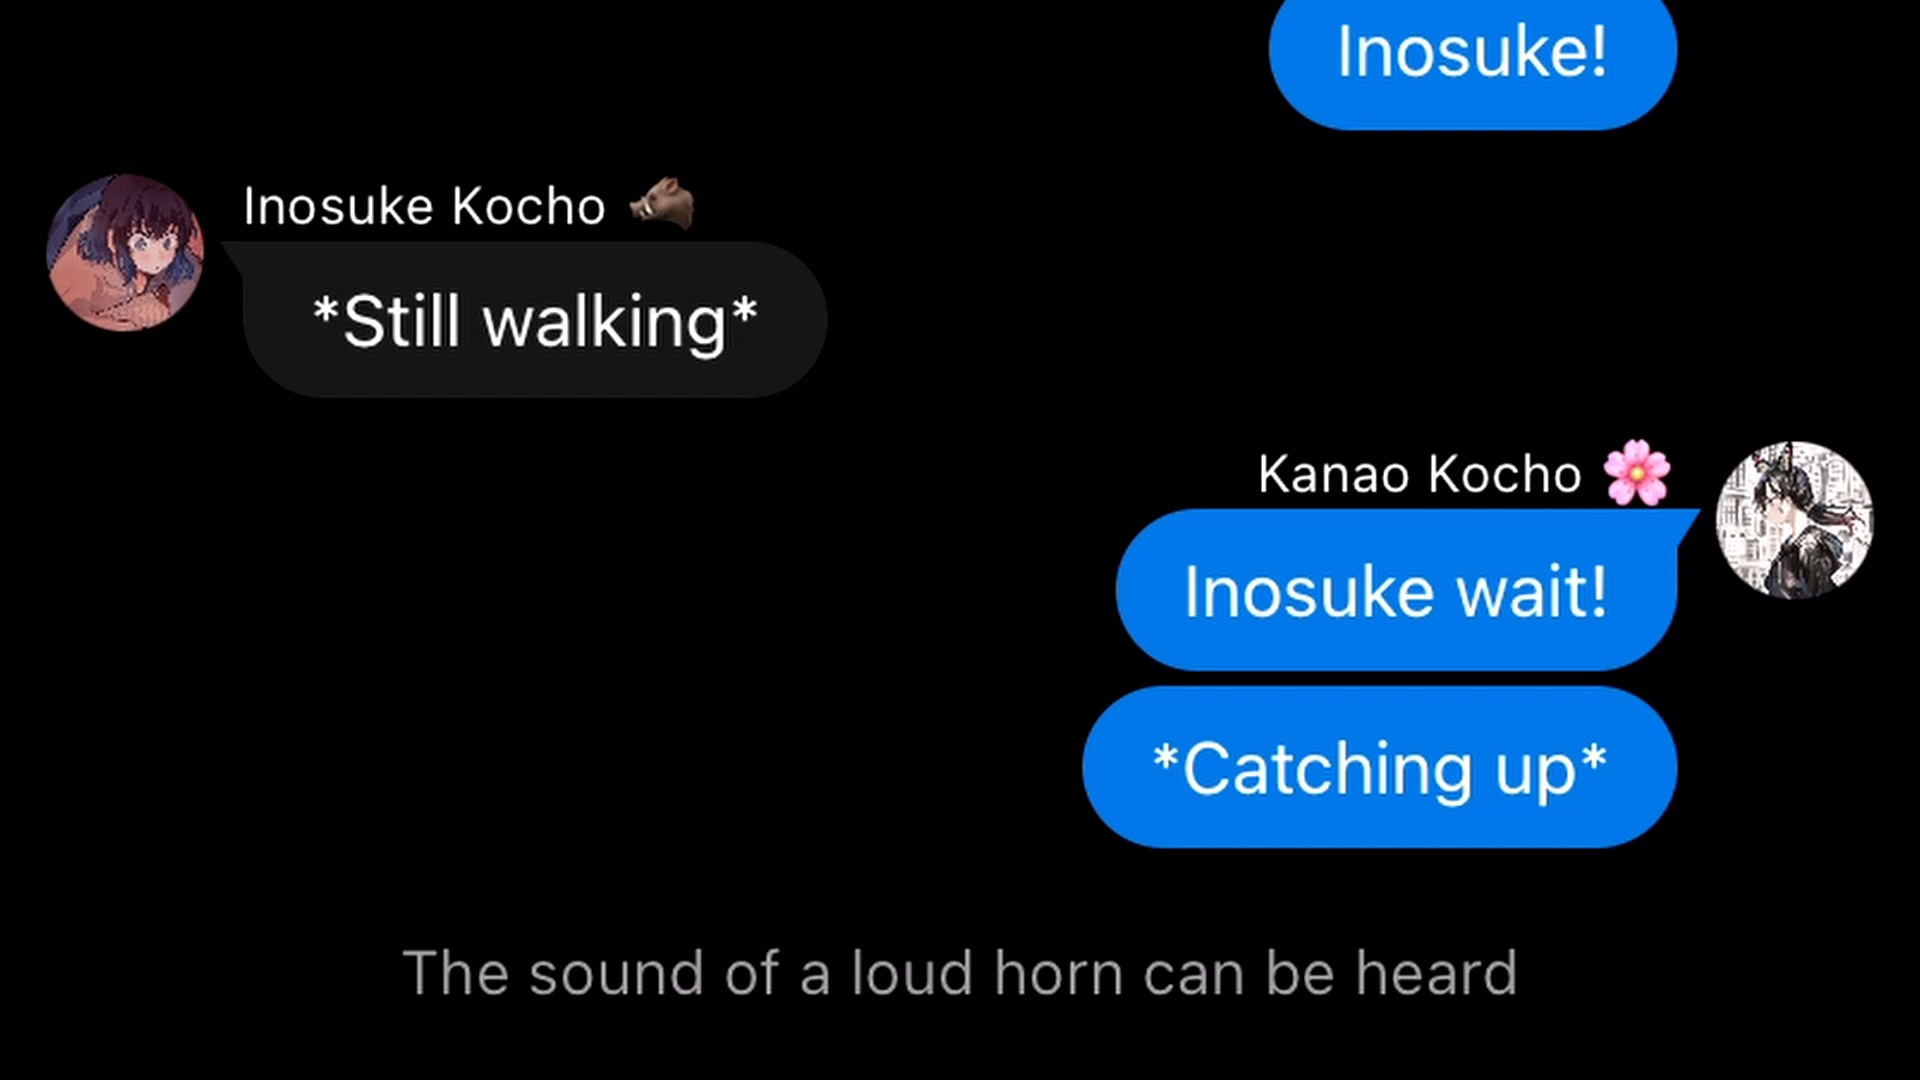 Inosuke!
Inosuke Kocho 🐗
*Still walking*
Kanao Kocho 🌸
Inosuke wait!
*Catching up*
The sound of a loud horn can be heard